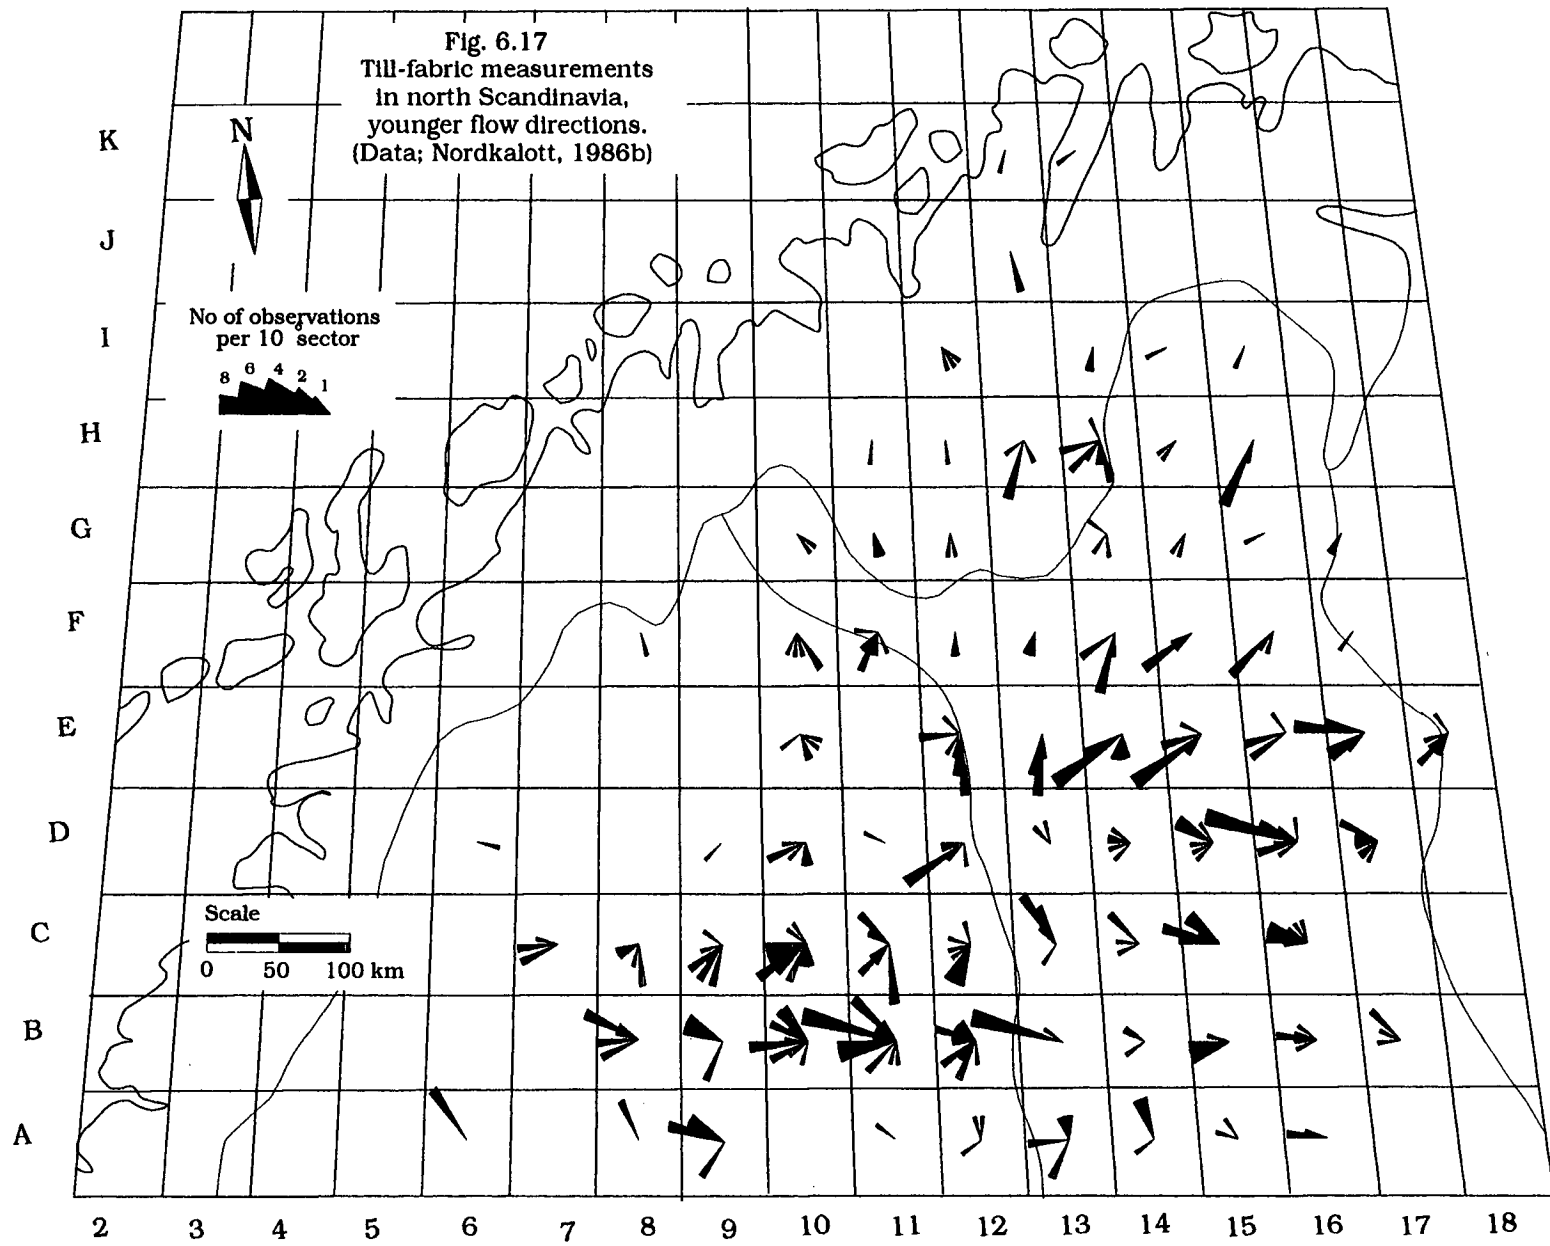 Fig. 6.17
Till-fabric measurements
in north Scandinavia,
younger flow directions.
(Data; Nordkalott, 1986b)
K
N
J
No of observations
per 10° sector
I
8 6 4 2 1
H
G
F
E
D
C
Scale
0 50 100 km
B
A
2 3 4 5 6 7 8 9 10 11 12 13 14 15 16 17 18